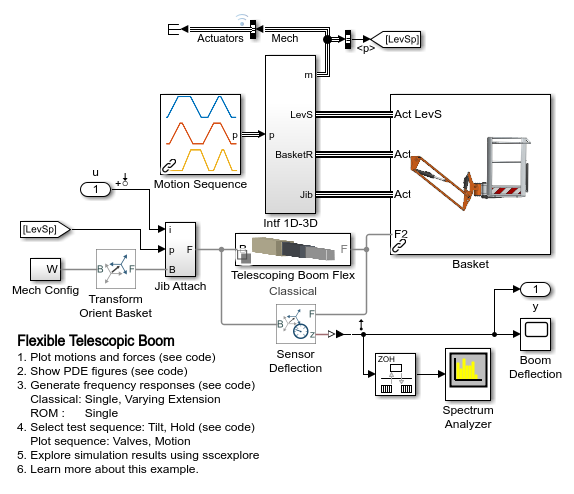 Actuators
Mech
<p>
[LevSp]
m
LevS
BasketR
Jib
p
p
Motion Sequence
Intf 1D-3D
Act LevS
Act
Act
F2
Basket
u
1
[LevSp]
i
p
B
F
Jib Attach
W
Mech Config
B
F
Transform
Orient Basket
F
Telescoping Boom Flex
Classical
B
F
z
Sensor
Deflection
1
y
Boom
Deflection
ZOH
Spectrum
Analyzer
Flexible Telescopic Boom
1. Plot motions and forces (see code)
2. Show PDE figures (see code)
3. Generate frequency responses (see code)
Classical: Single, Varying Extension
ROM : Single
4. Select test sequence: Tilt, Hold (see code)
Plot sequence: Valves, Motion
5. Explore simulation results using sscexplore
6. Learn more about this example.